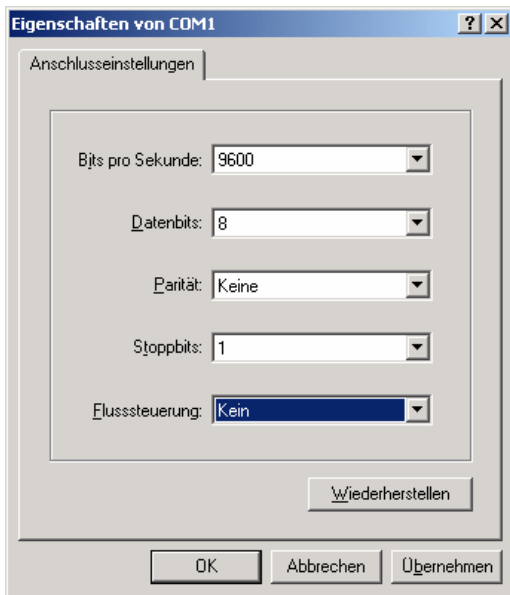 Eigenschaften von COM1
Anschlusseinstellungen
Bits pro Sekunde: 9600
Datenbits: 8
Parität: Keine
Stoppbits: 1
Flusssteuerung: Kein
Wiederherstellen
OK Abbrechen Übernehmen